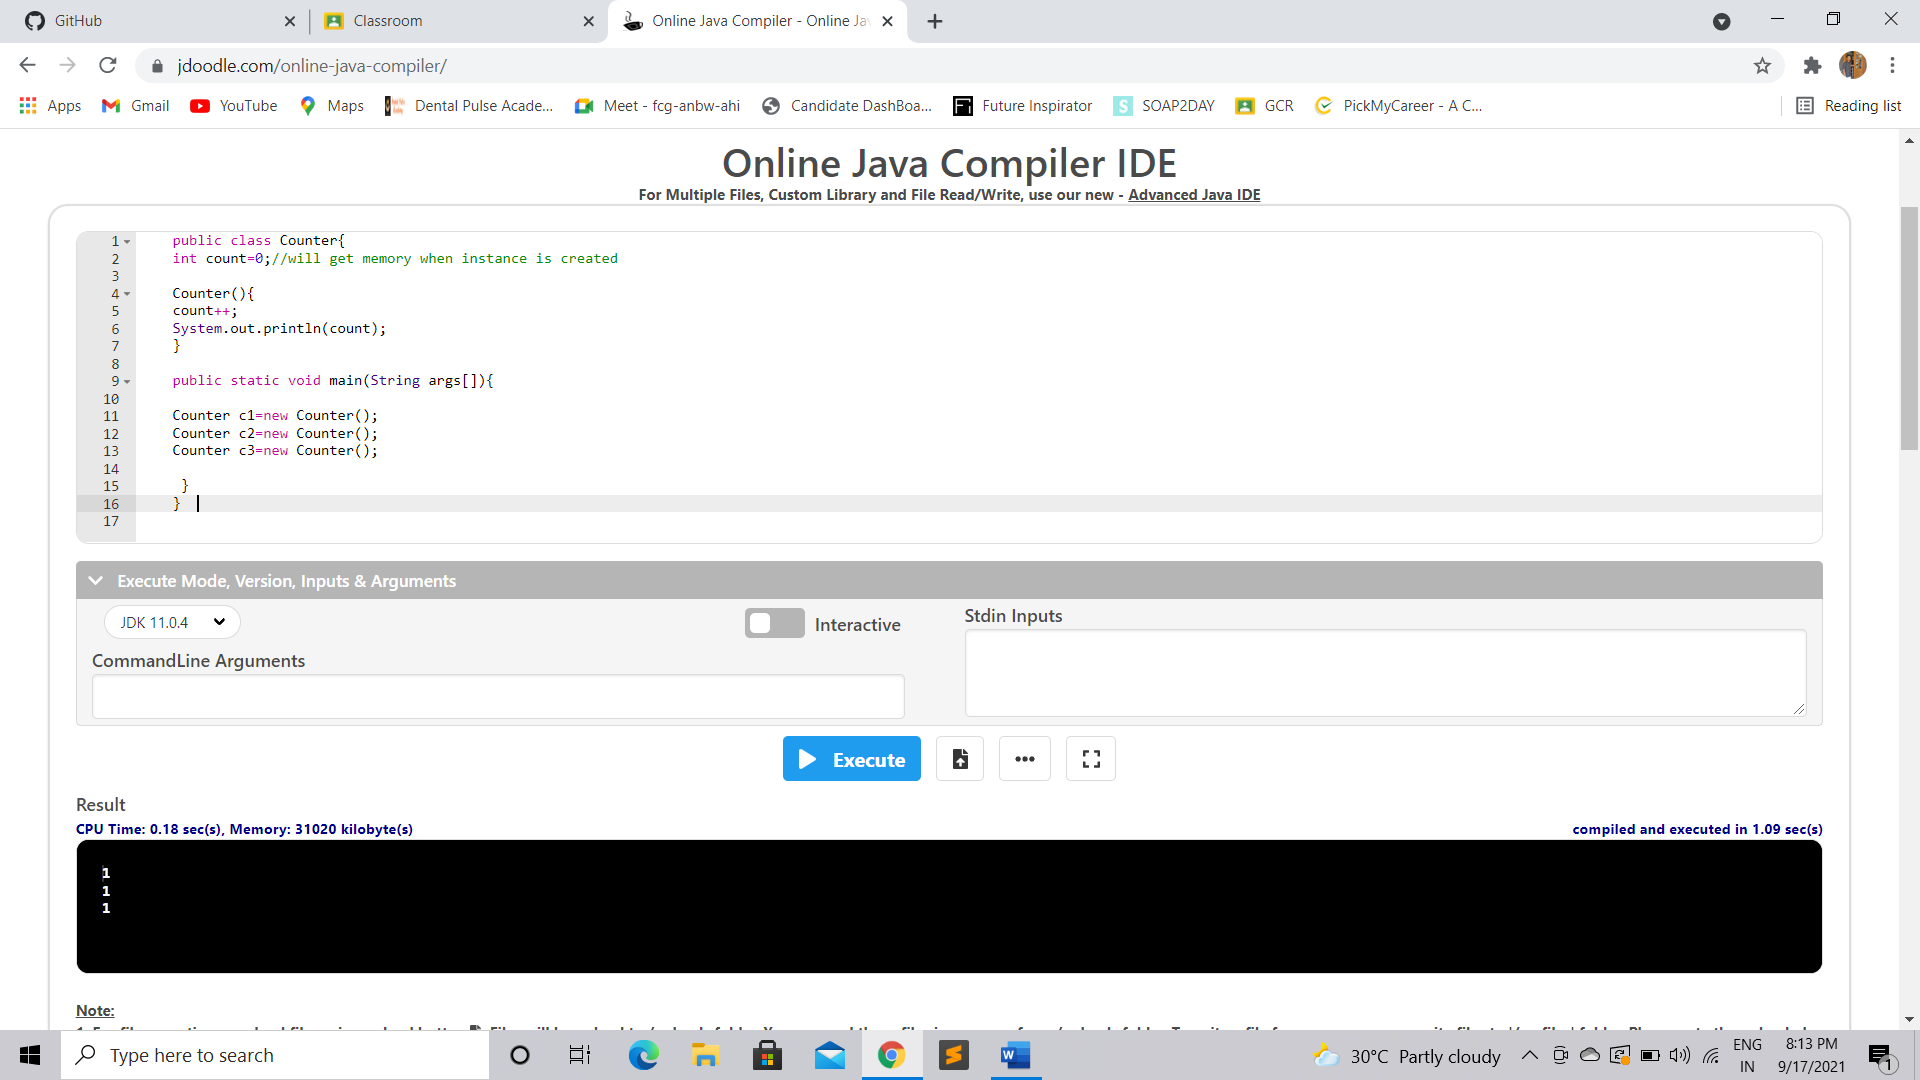 GitHub
Classroom
Online Java Compiler - Online Ja
jdoodle.com/online-java-compiler/
Apps
Gmail
YouTube
Maps
Dental Pulse Acade...
Meet - fcg-anbw-ahi
Candidate DashBoa...
Future Inspirator
SOAP2DAY
GCR
PickMyCareer - A C...
Reading list
Online Java Compiler IDE
For Multiple Files, Custom Library and File Read/Write, use our new - Advanced Java IDE
1 public class Counter{
2 int count=0;//will get memory when instance is created
3
4 Counter(){
5 count++;
6 System.out.println(count);
7 }
8
9 public static void main(String args[]){
10
11 Counter c1=new Counter();
12 Counter c2=new Counter();
13 Counter c3=new Counter();
14
15 }
16 }
17
Execute Mode, Version, Inputs & Arguments
JDK 11.0.4
Interactive
Stdin Inputs
CommandLine Arguments
Execute
Result
CPU Time: 0.18 sec(s), Memory: 31020 kilobyte(s)
compiled and executed in 1.09 sec(s)
1
1
1
Note:
Type here to search
30°C Partly cloudy
ENG
IN
8:13 PM
9/17/2021
1